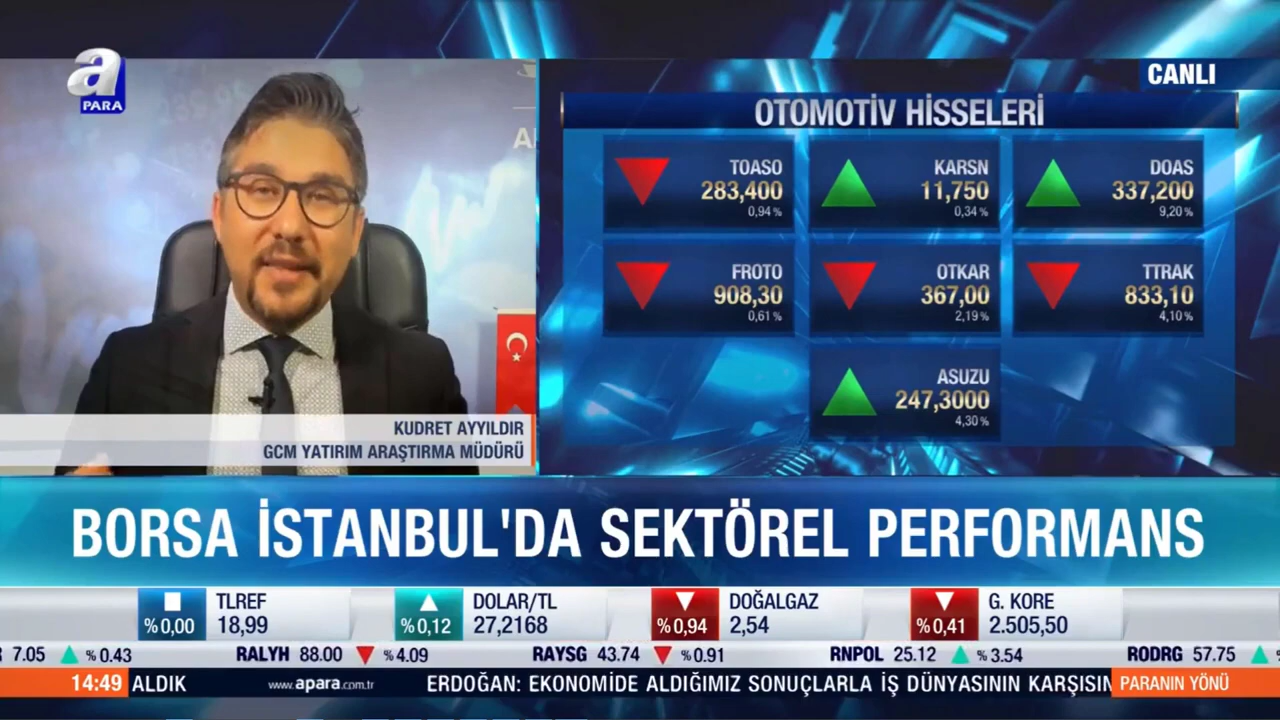 a
PARA
CANLI
OTOMOTİV HİSSELERİ
TOASO
283,400
0,94 %
KARSN
11,750
0,34 %
DOAS
337,200
9,20 %
FROTO
908,30
0,61 %
OTKAR
367,00
2,19 %
TTRAK
833,10
4,10 %
ASUZU
247,3000
4,30 %
KUDRET AYYILDIR
GCM YATIRIM ARAŞTIRMA MÜDÜRÜ
BORSA İSTANBUL'DA SEKTÖREL PERFORMANS
% 0,00 TLREF 18,99
% 0,12 DOLAR/TL 27,2168
% 0,94 DOĞALGAZ 2,54
% 0,41 G. KORE 2.505,50
7.05 % 0.43 RALYH 88.00 % 4.09 RAYSG 43.74 % 0.91 RNPOL 25.12 % 3.54 RODRG 57.75
14:49 ALDIK www.apara.com.tr ERDOĞAN: EKONOMİDE ALDIĞIMIZ SONUÇLARLA İŞ DÜNYASININ KARŞISIN PARANIN YÖNÜ